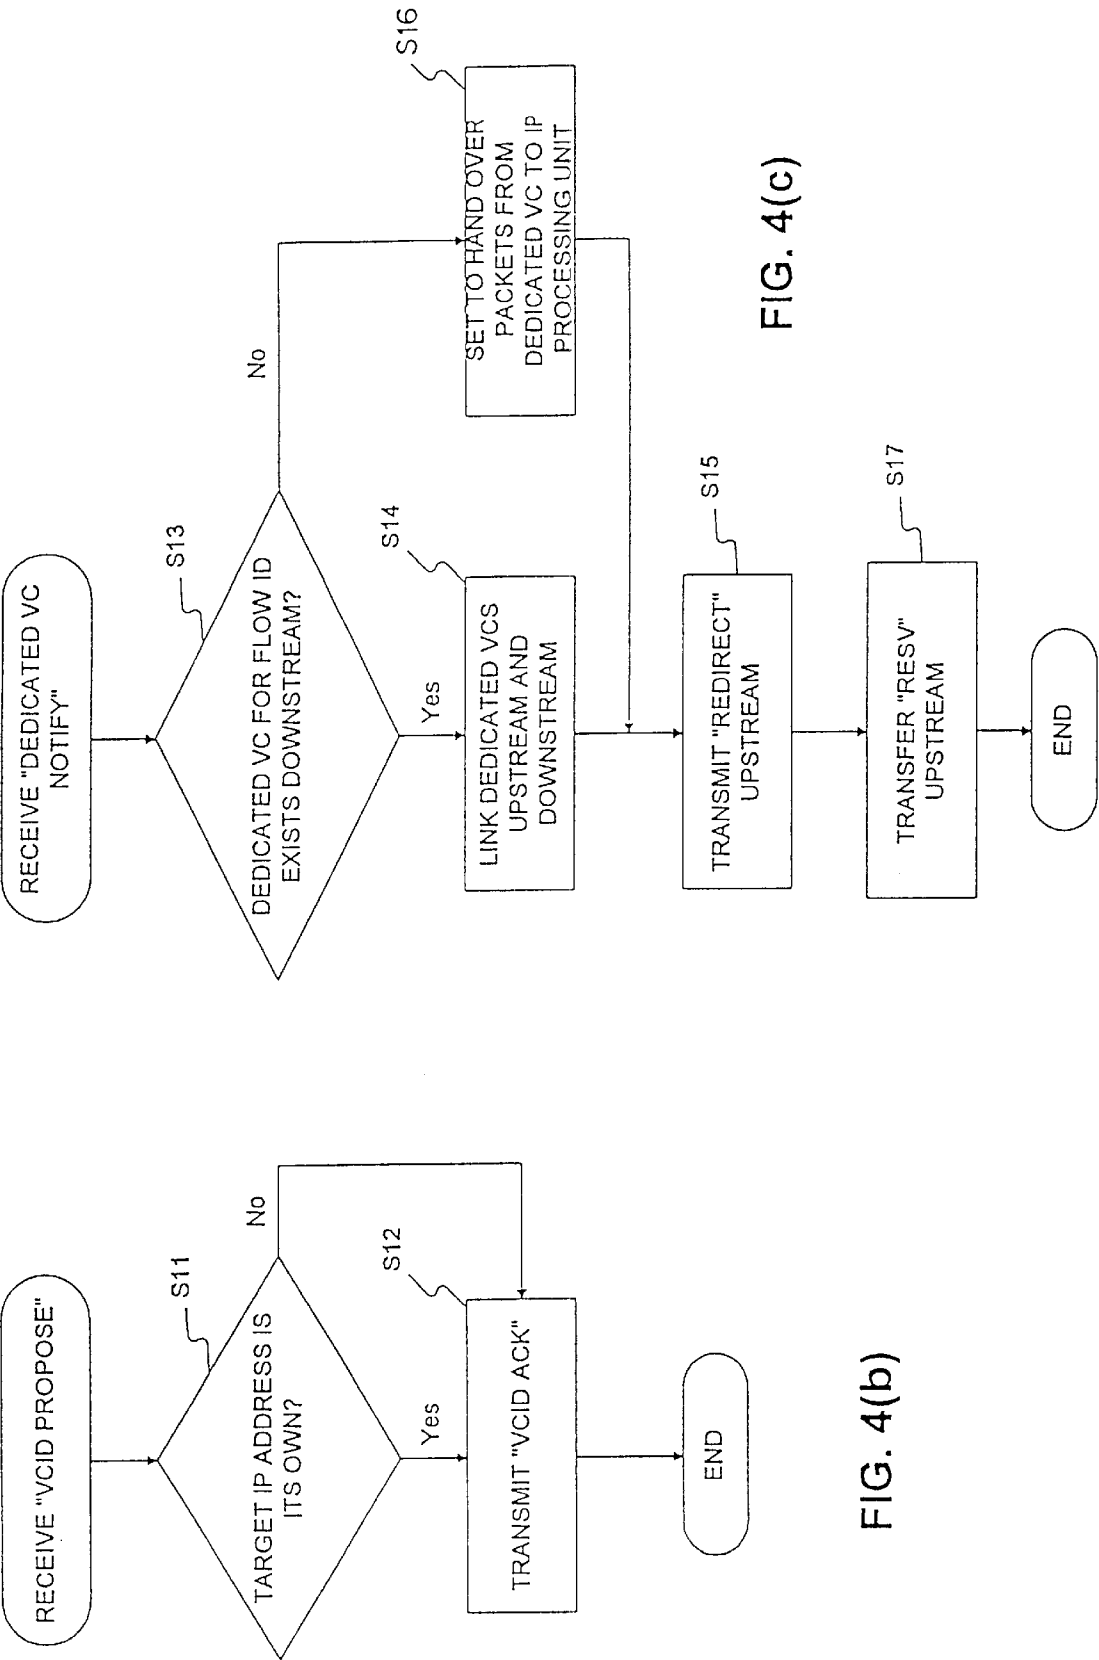 RECEIVE "VCID PROPOSE"
S11
TARGET IP ADDRESS IS
ITS OWN?
No
Yes
S12
TRANSMIT "VCID ACK"
END
FIG. 4(b)
RECEIVE "DEDICATED VC
NOTIFY"
S13
DEDICATED VC FOR FLOW ID
EXISTS DOWNSTREAM?
No
Yes
S14
LINK DEDICATED VCS
UPSTREAM AND
DOWNSTREAM
S16
SET TO HAND OVER
PACKETS FROM
DEDICATED VC TO IP
PROCESSING UNIT
S15
TRANSMIT "REDIRECT"
UPSTREAM
S17
TRANSFER "RESV"
UPSTREAM
END
FIG. 4(c)